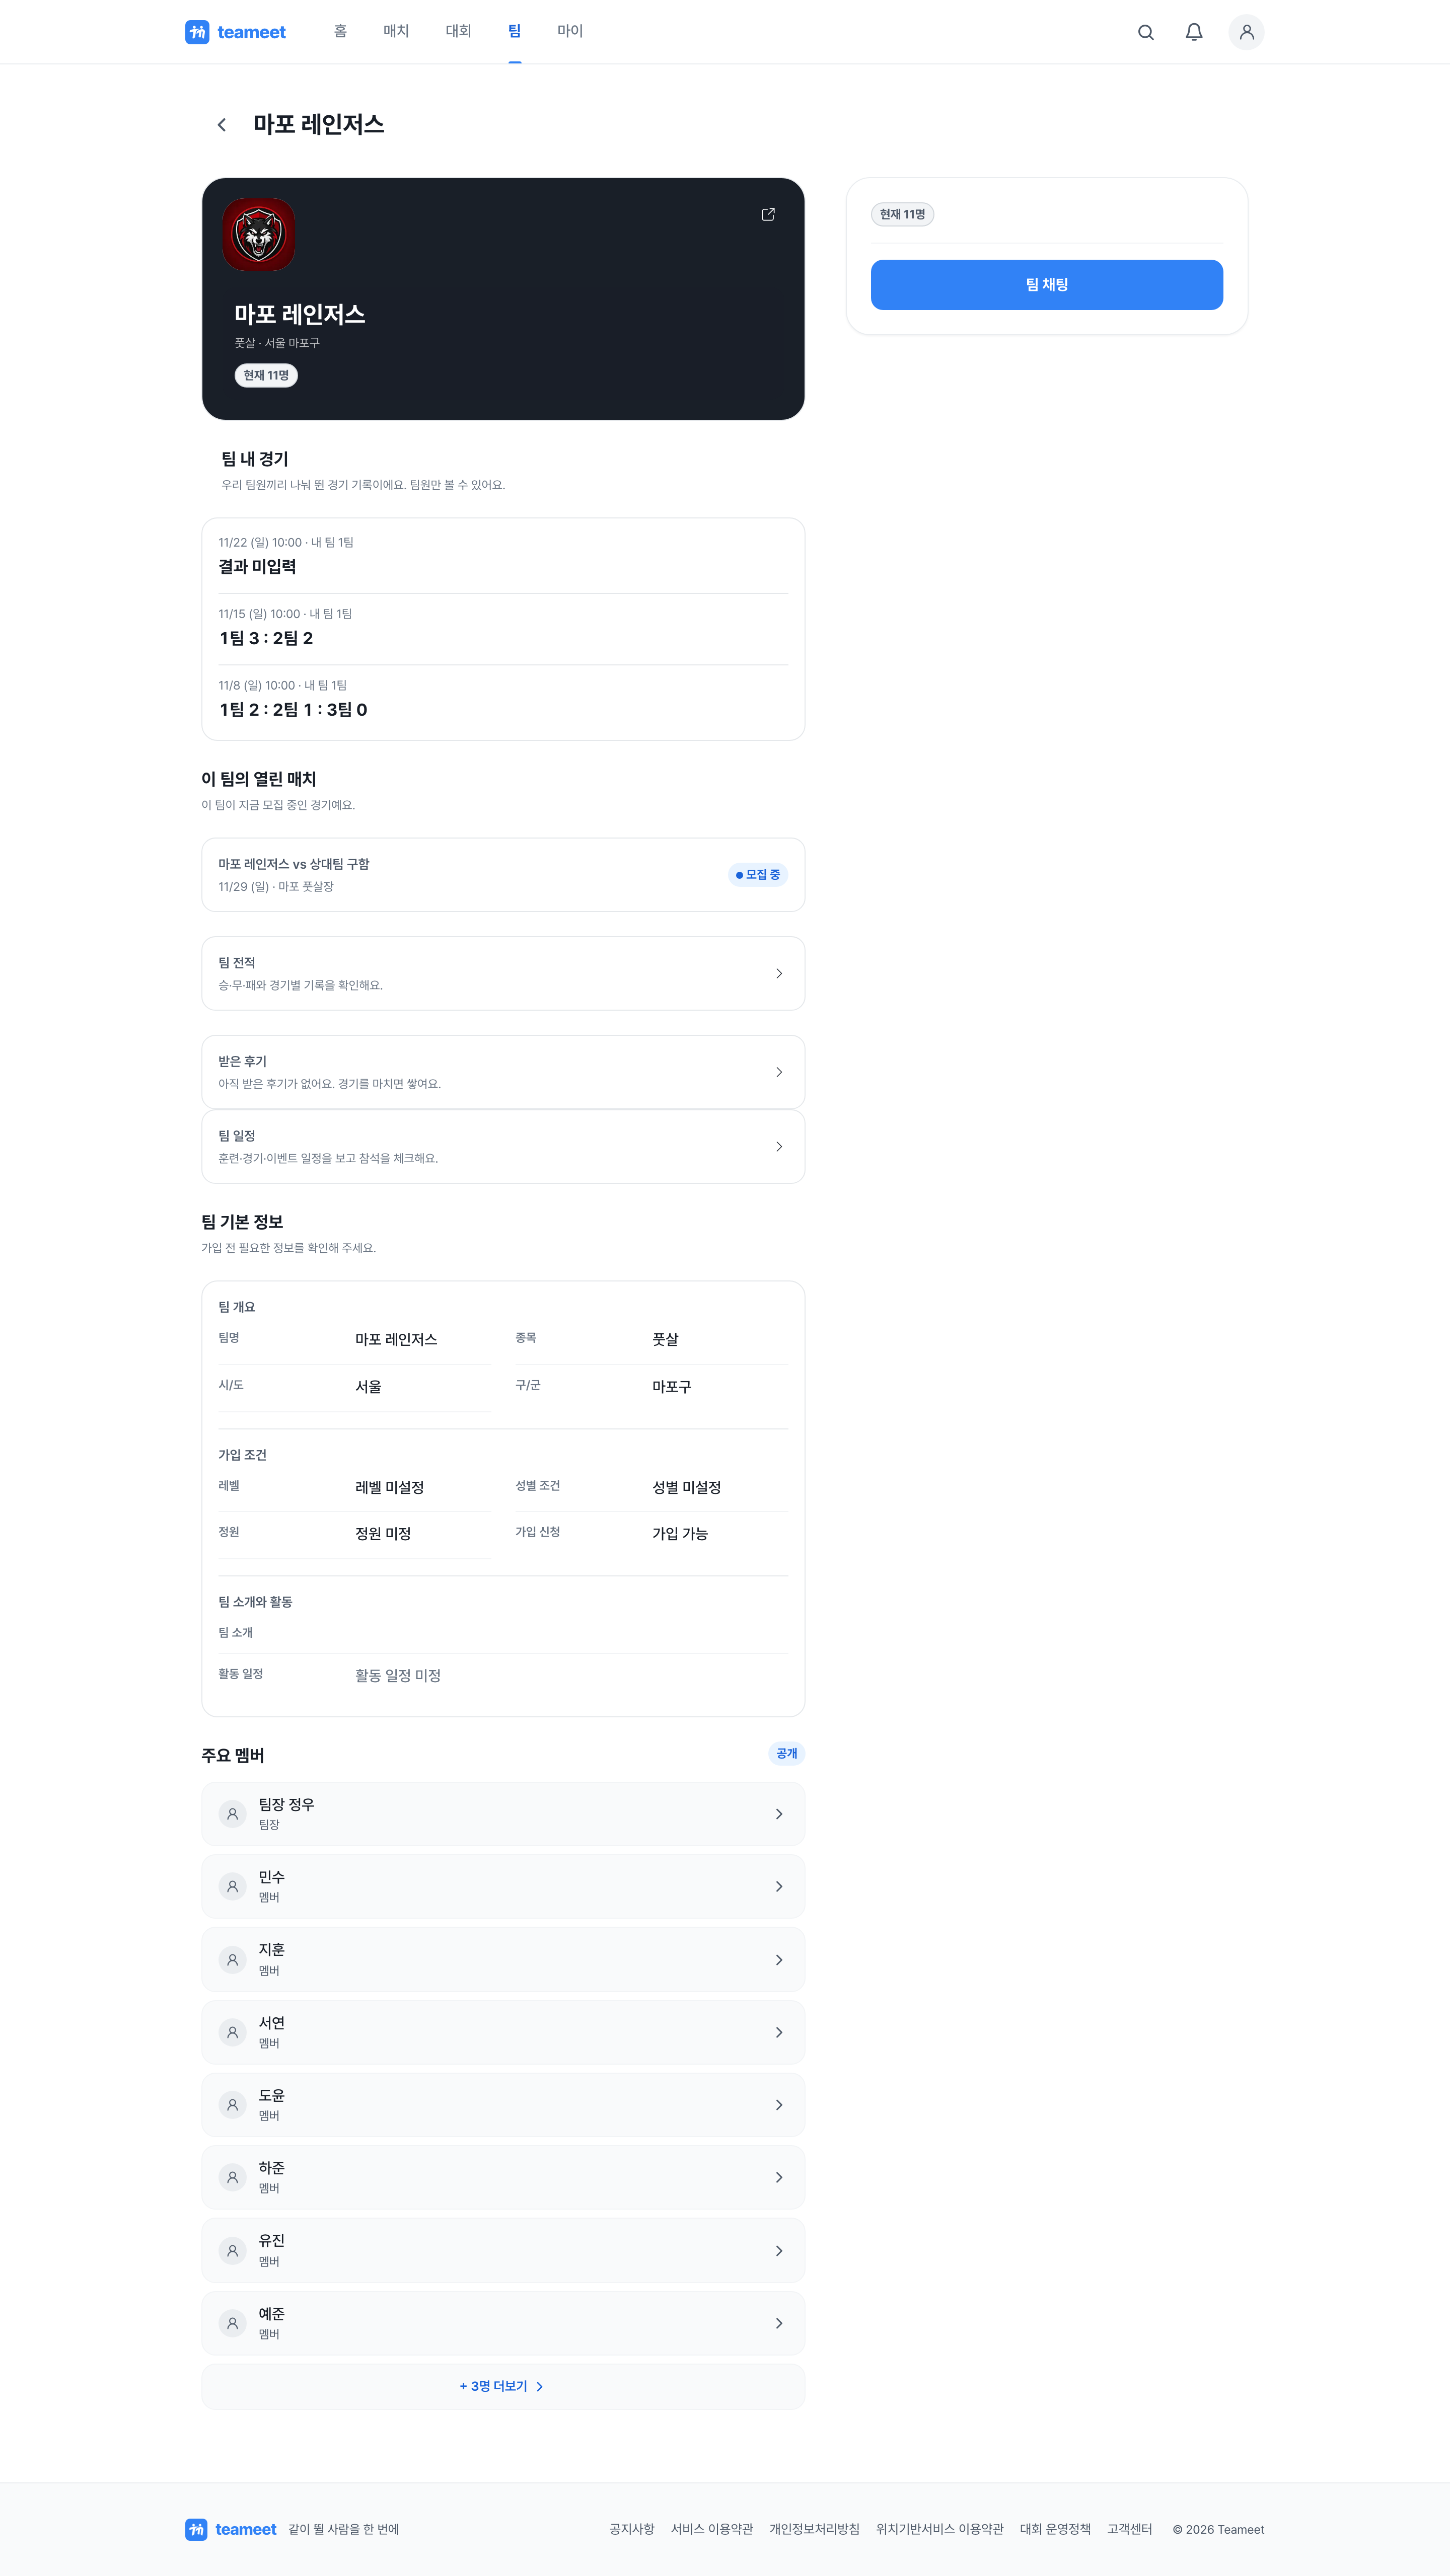 teameet
홈
매치
대회
팀
마이
마포 레인저스
마포 레인저스
풋살 · 서울 마포구
현재 11명
현재 11명
팀 채팅
팀 내 경기
우리 팀원끼리 나눠 뛴 경기 기록이에요. 팀원만 볼 수 있어요.
11/22 (일) 10:00 · 내 팀 1팀
결과 미입력
11/15 (일) 10:00 · 내 팀 1팀
1팀 3 : 2팀 2
11/8 (일) 10:00 · 내 팀 1팀
1팀 2 : 2팀 1 : 3팀 0
이 팀의 열린 매치
이 팀이 지금 모집 중인 경기예요.
마포 레인저스 vs 상대팀 구함
11/29 (일) · 마포 풋살장
모집 중
팀 전적
승·무·패와 경기별 기록을 확인해요.
받은 후기
아직 받은 후기가 없어요. 경기를 마치면 쌓여요.
팀 일정
훈련·경기·이벤트 일정을 보고 참석을 체크해요.
팀 기본 정보
가입 전 필요한 정보를 확인해 주세요.
팀 개요
팀명 마포 레인저스 종목 풋살
시/도 서울 구/군 마포구
가입 조건
레벨 레벨 미설정 성별 조건 성별 미설정
정원 정원 미정 가입 신청 가입 가능
팀 소개와 활동
팀 소개
활동 일정 활동 일정 미정
주요 멤버
공개
팀장 정우
팀장
민수
멤버
지훈
멤버
서연
멤버
도윤
멤버
하준
멤버
유진
멤버
예준
멤버
+ 3명 더보기
teameet 같이 뛸 사람을 한 번에
공지사항 서비스 이용약관 개인정보처리방침 위치기반서비스 이용약관 대회 운영정책 고객센터 © 2026 Teameet